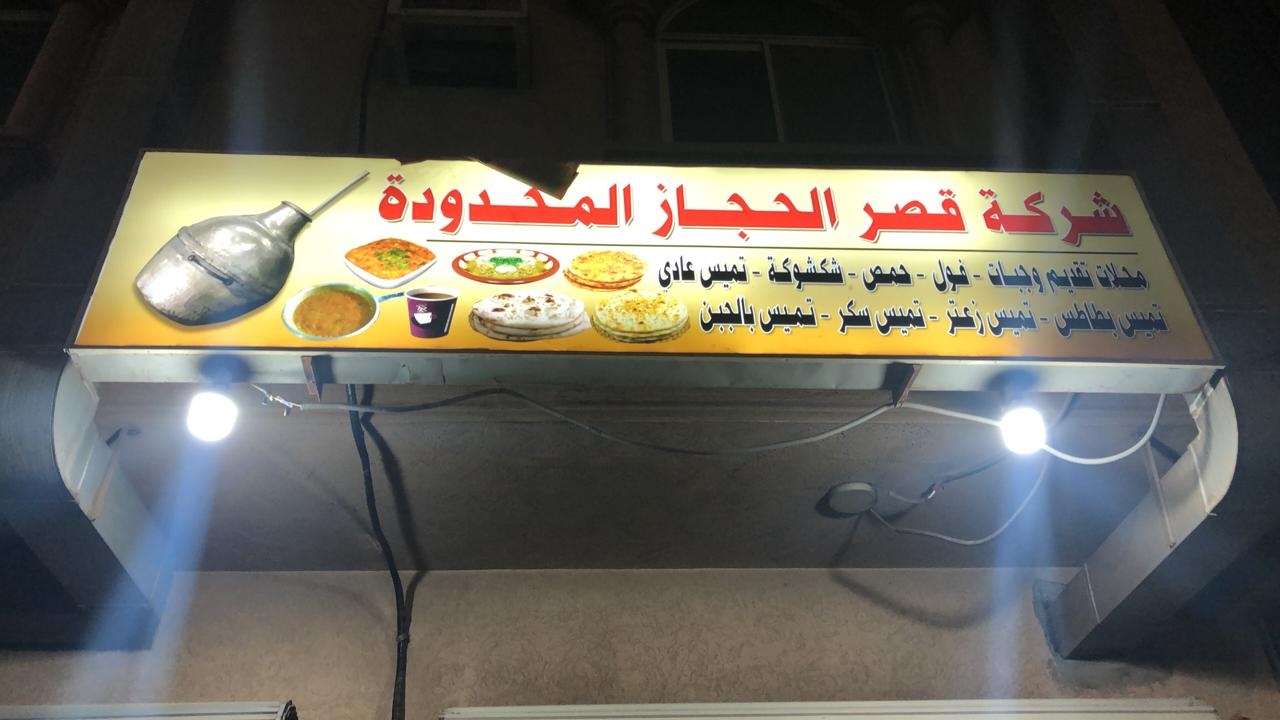 شركة قصر الحجاز المحدودة
محلات تقديم وجبات - فول - حمص - شكشوكة - تميس عادي
تميس بطاطس - تميس زعتر - تميس سكر - تميس بالجبن